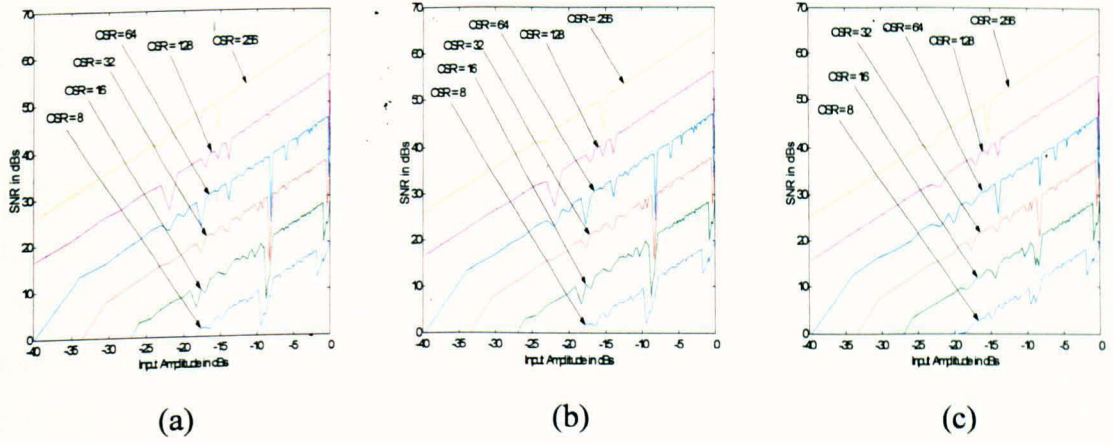 70
60
50
40
30
20
10
0
SNR in dBs
OSR = 64
OSR = 128
OSR = 256
OSR = 32
OSR = 16
OSR = 8
-40 -35 -30 -25 -20 -15 -10 -5 0
Input Amplitude in dBs
(a)
70
60
50
40
30
20
10
0
SNR in dBs
OSR = 64
OSR = 256
OSR = 128
OSR = 32
OSR = 16
OSR = 8
-40 -35 -30 -25 -20 -15 -10 -5 0
Input Amplitude in dBs
(b)
70
60
50
40
30
20
10
0
SNR in dBs
OSR = 256
OSR = 32
OSR = 64
OSR = 128
OSR = 16
OSR = 8
-40 -35 -30 -25 -20 -15 -10 -5 0
Input Amplitude in dBs
(c)